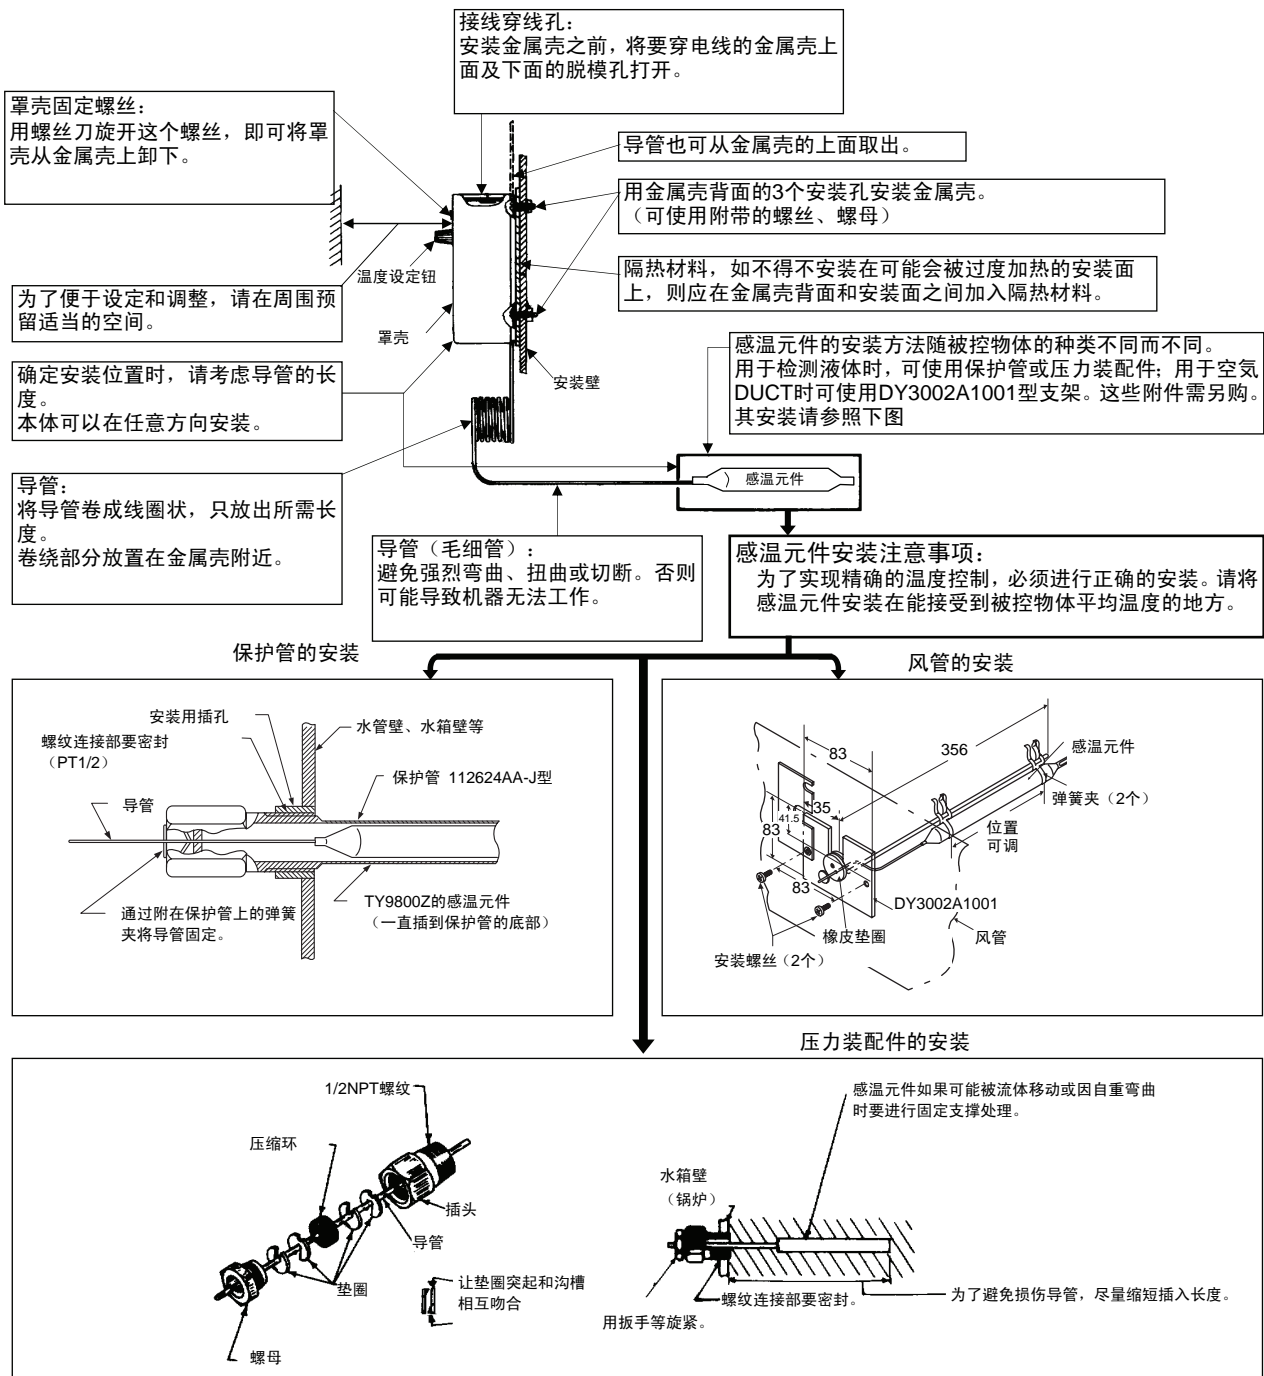 接线穿线孔：
安装金属壳之前，将要穿电线的金属壳上
面及下面的脱模孔打开。
罩壳固定螺丝：
用螺丝刀旋开这个螺丝，即可将罩
壳从金属壳上卸下。
导管也可从金属壳的上面取出。
用金属壳背面的3个安装孔安装金属壳。
（可使用附带的螺丝、螺母）
温度设定钮
隔热材料，如不得不安装在可能会被过度加热的安装面
上，则应在金属壳背面和安装面之间加入隔热材料。
为了便于设定和调整，请在周围预
留适当的空间。
罩壳
安装壁
感温元件的安装方法随被控物体的种类不同而不同。
用于检测液体时，可使用保护管或压力装配件；用于空気
DUCT时可使用DY3002A1001型支架。这些附件需另购。
其安装请参照下图
确定安装位置时，请考虑导管的长
度。
本体可以在任意方向安装。
感温元件
导管：
将导管卷成线圈状，只放出所需长
度。
卷绕部分放置在金属壳附近。
导管（毛细管）：
避免强烈弯曲、扭曲或切断。否则
可能导致机器无法工作。
感温元件安装注意事项：
为了实现精确的温度控制，必须进行正确的安装。请将
感温元件安装在能接受到被控物体平均温度的地方。
保护管的安装
安装用插孔
水管壁、水箱壁等
螺纹连接部要密封
（PT1/2）
保护管 112624AA-J型
导管
TY9800Z的感温元件
（一直插到保护管的底部）
通过附在保护管上的弹簧
夹将导管固定。
风管的安装
83
356
感温元件
弹簧夹（2个）
35
41.5
83
位置
可调
83
DY3002A1001
橡皮垫圈
风管
安装螺丝（2个）
压力装配件的安装
1/2NPT螺纹
压缩环
插头
导管
垫圈
让垫圈突起和沟槽
相互吻合
螺母
感温元件如果可能被流体移动或因自重弯曲
时要进行固定支撑处理。
水箱壁
（锅炉）
螺纹连接部要密封。
为了避免损伤导管，尽量缩短插入长度。
用扳手等旋紧。